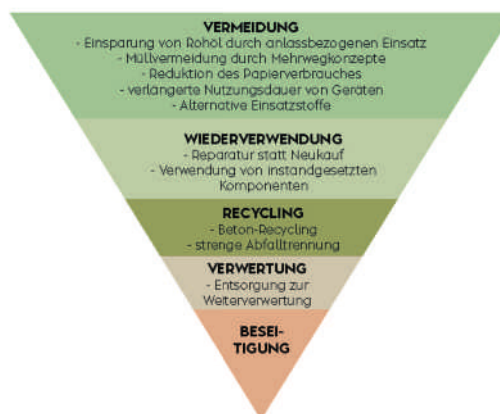 VERMEIDUNG
- Einsparung von Rohöl durch anlassbezogenen Einsatz
- Müllvermeidung durch Mehrwegkonzepte
- Reduktion des Papierverbrauches
- verlängerte Nutzungsdauer von Geräten
- Alternative Einsatzstoffe
WIEDERVERWENDUNG
- Reparatur statt Neukauf
- Verwendung von instandgesetzten
Komponenten
RECYCLING
- Beton-Recycling
- strenge Abfalltrennung
VERWERTUNG
- Entsorgung zur
Weiterverwertung
BESEI-
TIGUNG